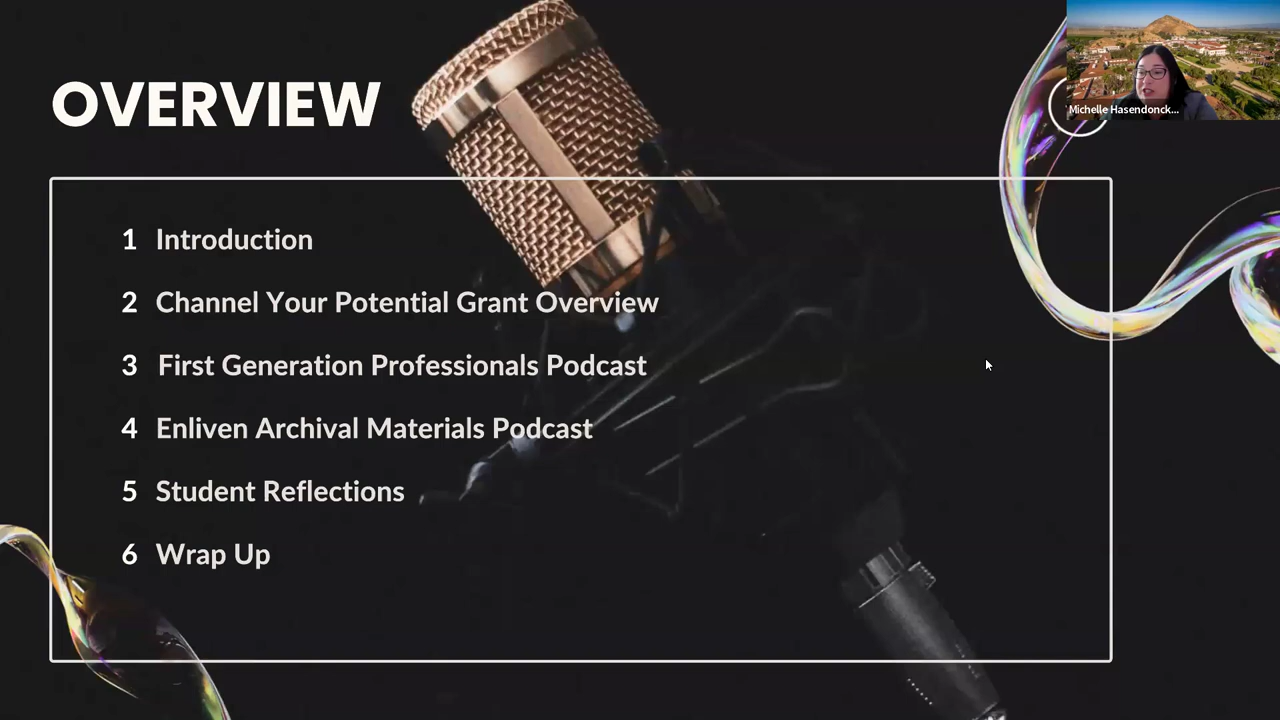 OVERVIEW
Michelle Hasendonck...
1 Introduction
2 Channel Your Potential Grant Overview
3 First Generation Professionals Podcast
4 Enliven Archival Materials Podcast
5 Student Reflections
6 Wrap Up